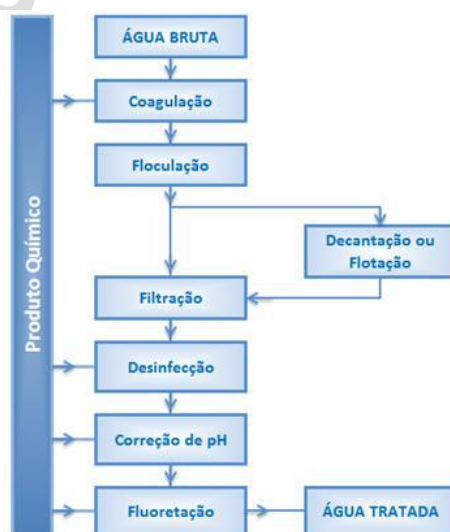 ÁGUA BRUTA
Coagulação
Floculação
Decantação ou
Flotação
Filtração
Desinfecção
Correção de pH
Fluoretação
ÁGUA TRATADA
Produto Químico